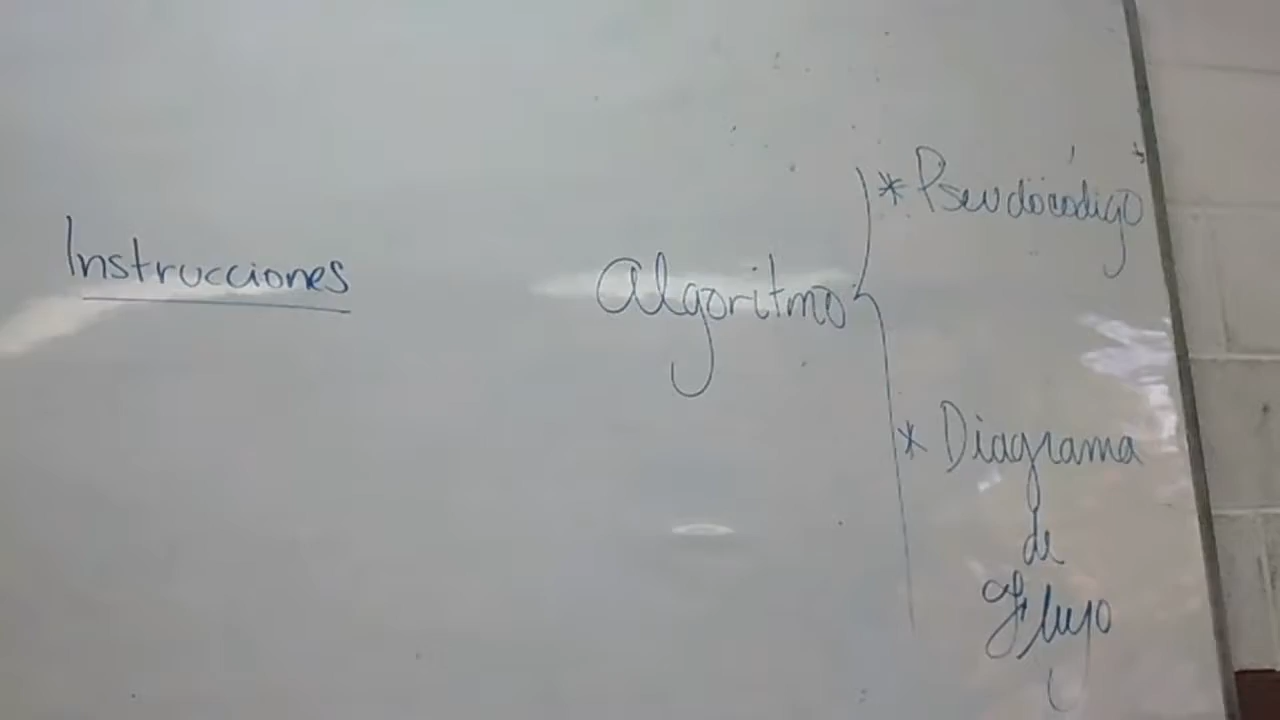 Instrucciones
Algoritmo
* Pseudocódigo
* Diagrama
de
Flujo